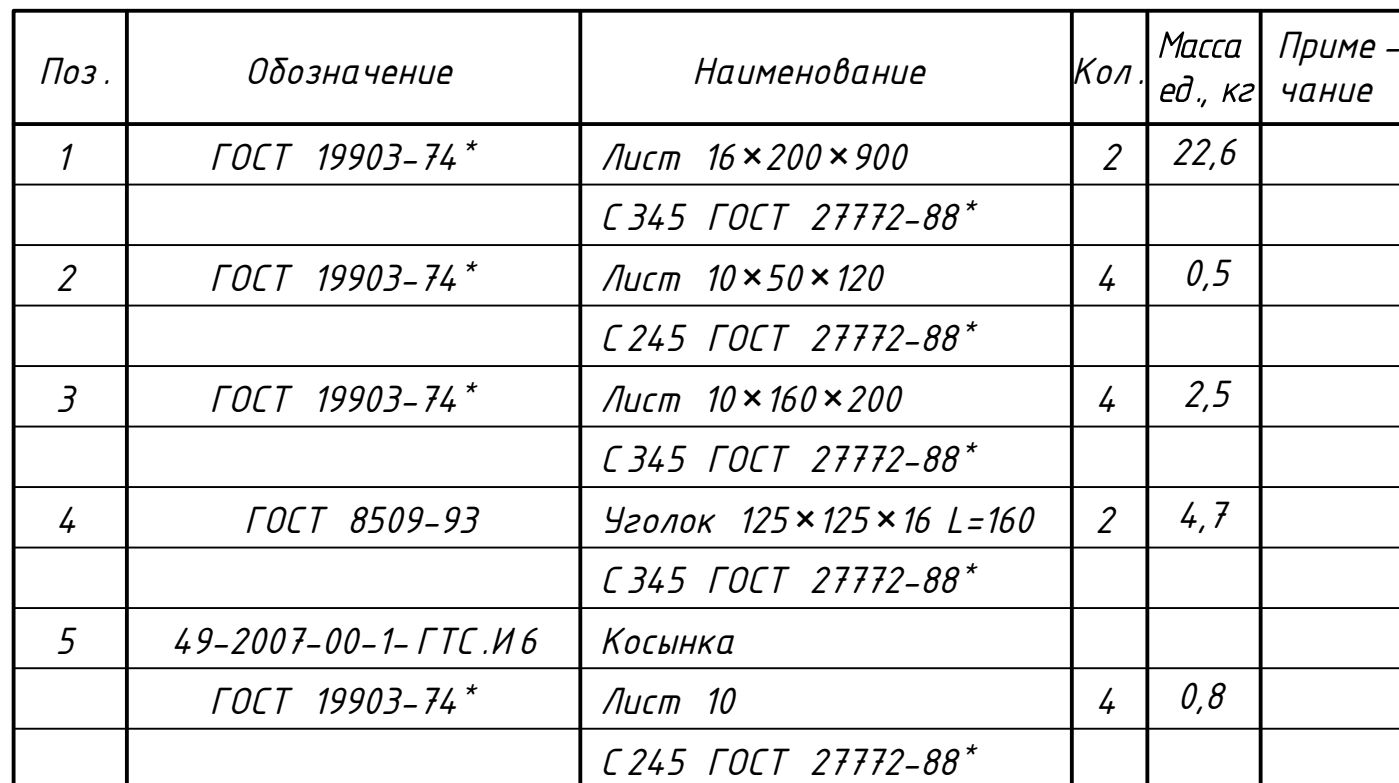 Поз. Обозначение Наименование Кол. Масса ед., кг Приме- чание
1 ГОСТ 19903-74* Лист 16×200×900 2 22,6
С345 ГОСТ 27772-88*
2 ГОСТ 19903-74* Лист 10×50×120 4 0,5
С245 ГОСТ 27772-88*
3 ГОСТ 19903-74* Лист 10×160×200 4 2,5
С345 ГОСТ 27772-88*
4 ГОСТ 8509-93 Уголок 125×125×16 L=160 2 4,7
С345 ГОСТ 27772-88*
5 49-2007-00-1-ГТС.И6 Косынка
ГОСТ 19903-74* Лист 10 4 0,8
С245 ГОСТ 27772-88*